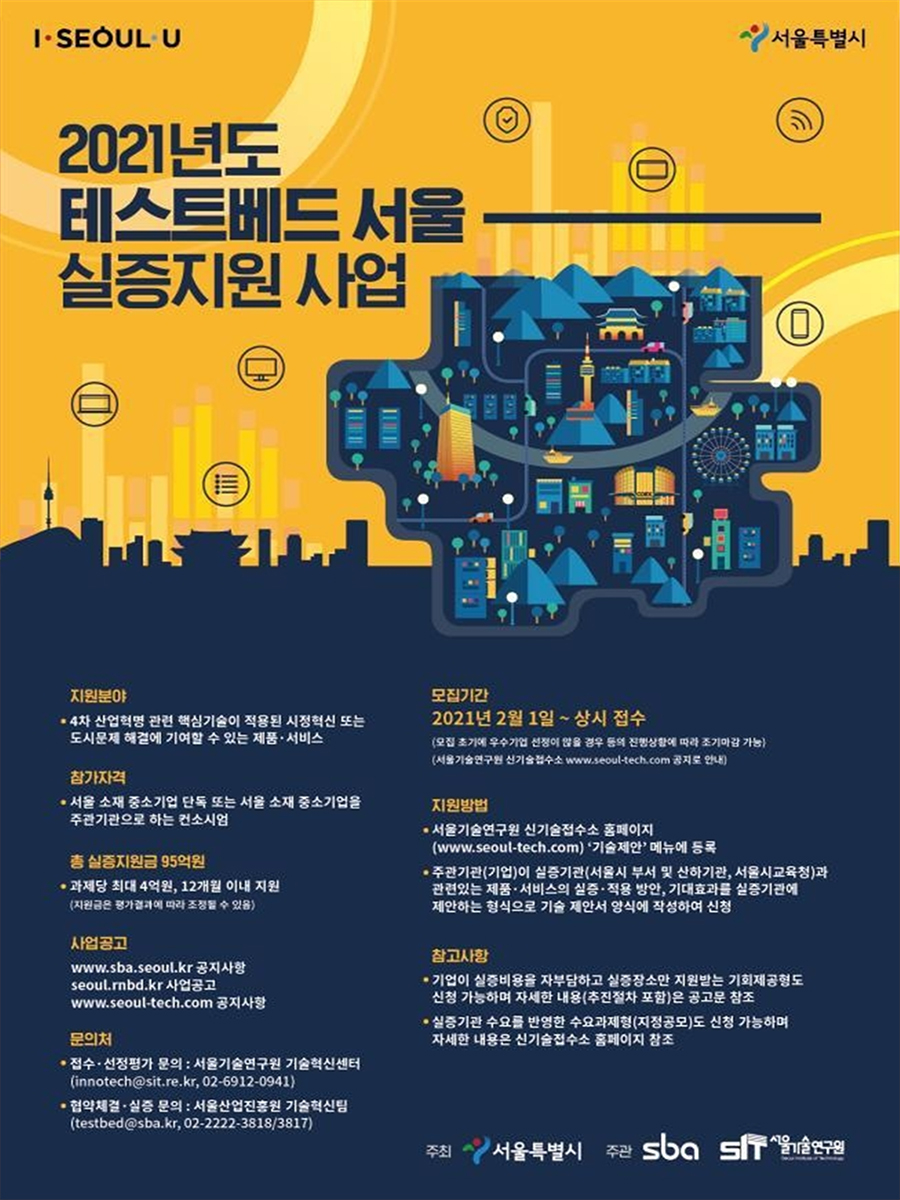 I·SEOUL·U
서울특별시
2021년도
테스트베드 서울
실증지원 사업
지원분야
• 4차 산업혁명 관련 핵심기술이 적용된 시정혁신 또는
도시문제 해결에 기여할 수 있는 제품·서비스
참가자격
• 서울 소재 중소기업 단독 또는 서울 소재 중소기업을
주관기관으로 하는 컨소시엄
총 실증지원금 95억원
• 과제당 최대 4억원, 12개월 이내 지원
(지원금은 평가결과에 따라 조정될 수 있음)
사업공고
www.sba.seoul.kr 공지사항
seoul.rnbd.kr 사업공고
www.seoul-tech.com 공지사항
문의처
• 접수·선정평가 문의 : 서울기술연구원 기술혁신센터
(innotech@sit.re.kr, 02-6912-0941)
• 협약체결·실증 문의 : 서울산업진흥원 기술혁신팀
(testbed@sba.kr, 02-2222-3818/3817)
모집기간
2021년 2월 1일 ~ 상시 접수
(모집 초기에 우수기업 선정이 많을 경우 등의 진행상황에 따라 조기마감 가능)
(서울기술연구원 신기술접수소 www.seoul-tech.com 공지로 안내)
지원방법
• 서울기술연구원 신기술접수소 홈페이지
(www.seoul-tech.com) ‘기술제안’ 메뉴에 등록
• 주관기관(기업)이 실증기관(서울시 부서 및 산하기관, 서울시교육청)과
관련있는 제품·서비스의 실증·적용 방안, 기대효과를 실증기관에
제안하는 형식으로 기술 제안서 양식에 작성하여 신청
참고사항
• 기업이 실증비용을 자부담하고 실증장소만 지원받는 기회제공형도
신청 가능하며 자세한 내용(추진절차 포함)은 공고문 참조
• 실증기관 수요를 반영한 수요과제형(지정공모)도 신청 가능하며
자세한 내용은 신기술접수소 홈페이지 참조
주최 서울특별시 주관 sba SIT 서울기술연구원
Seoul Institute of Technology